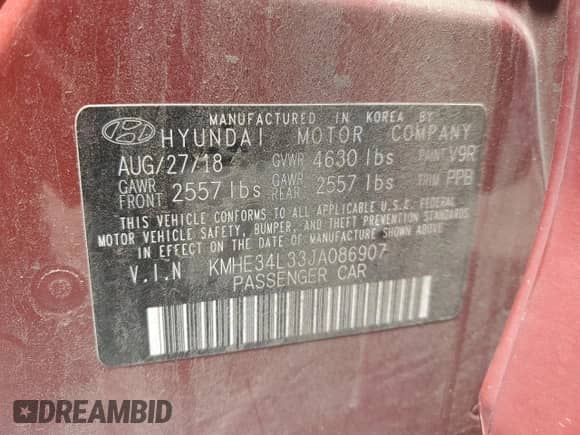 MANUFACTURED IN KOREA BY
HYUNDAI MOTOR COMPANY
AUG/27/18 GVWR 4630 lbs PAINT V9R
GAWR FRONT 2557 lbs GAWR REAR 2557 lbs TRIM PPB
THIS VEHICLE CONFORMS TO ALL APPLICABLE U.S.FEDERAL
MOTOR VEHICLE SAFETY, BUMPER, AND THEFT PREVENTION STANDARDS
IN EFFECT ON THE DATE OF MANUFACTURE SHOWN ABOVE.
V.I.N KMHE34L33JA086907
PASSENGER CAR
DREAMBID